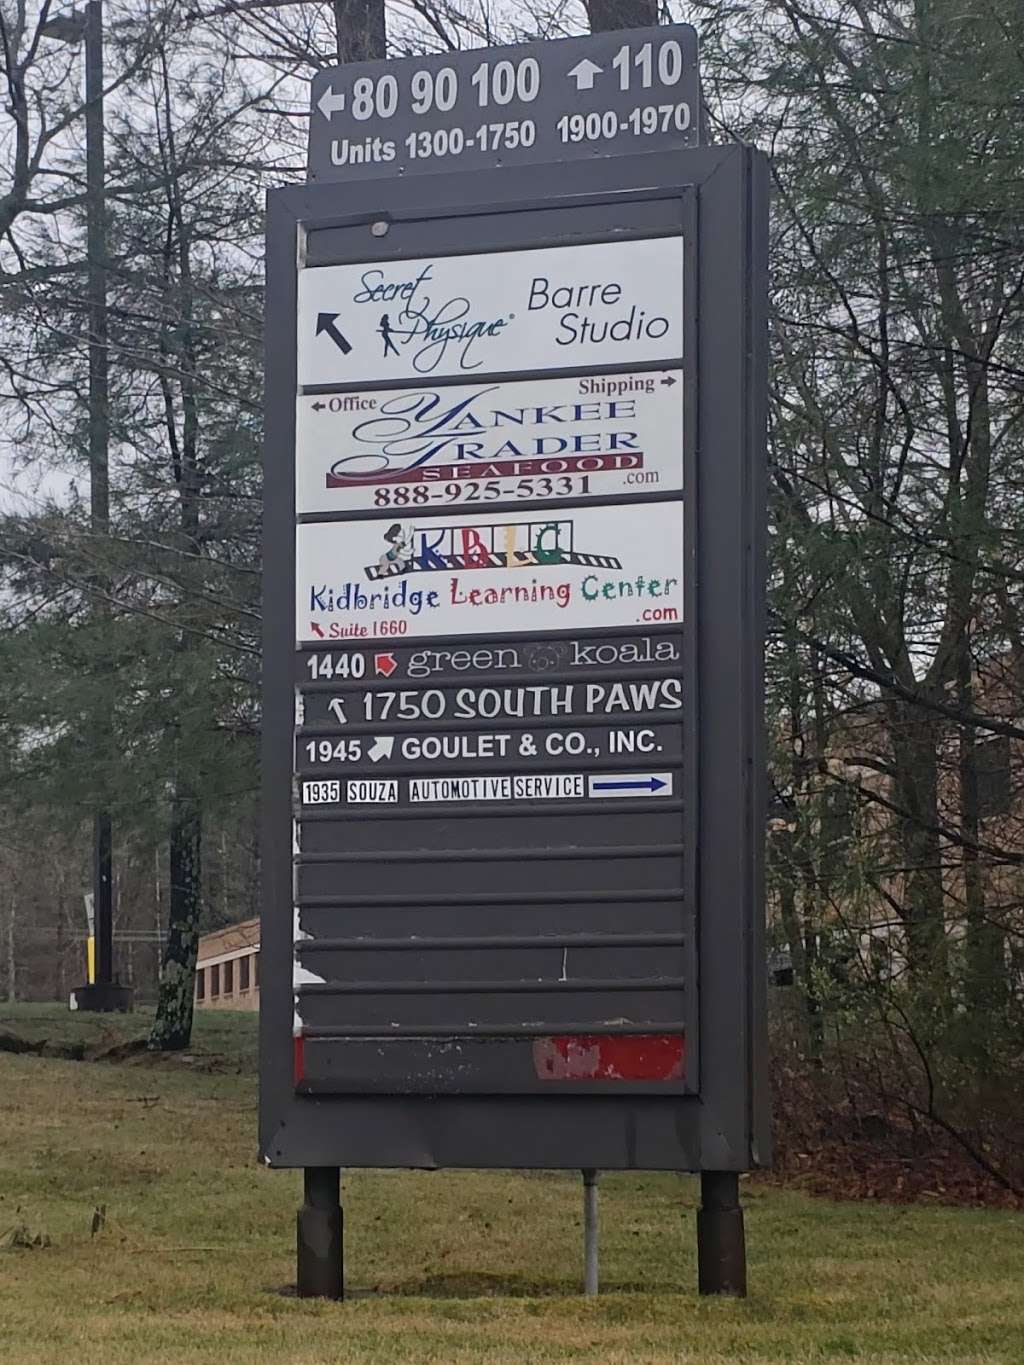 ←80 90 100 ↑110
Units 1300-1750 1900-1970
Secret Physique® Barre Studio
←Office Shipping→
YANKEE
TRADER
SEAFOOD
.com
888-925-5331
KBLC
Kidbridge Learning Center
.com
Suite 1660
1440 green koala
1750 SOUTH PAWS
1945 GOULET & CO., INC.
1935 SOUZA AUTOMOTIVE SERVICE